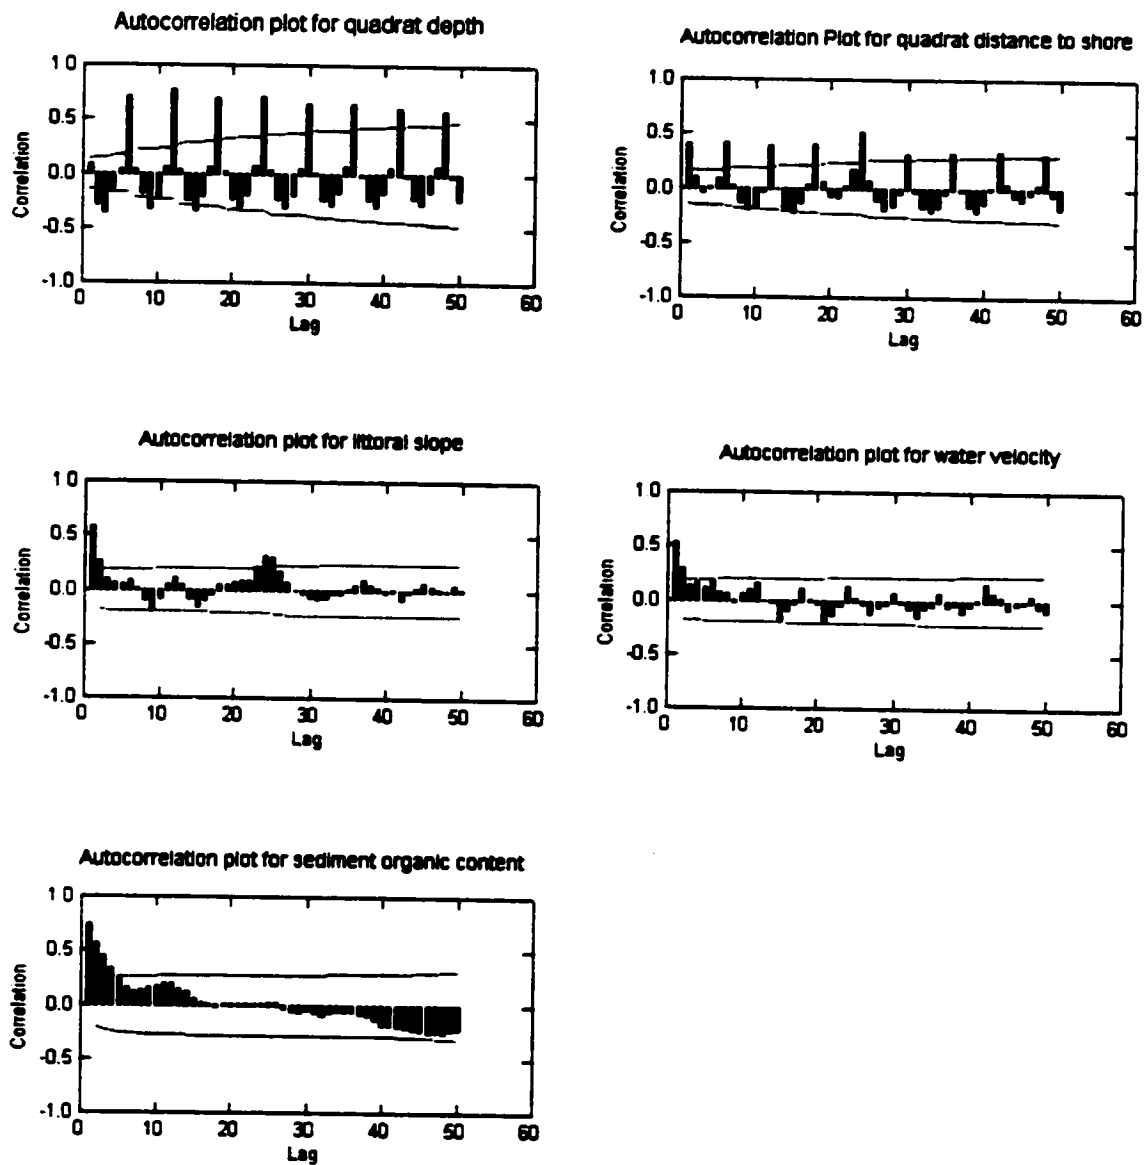 Autocorrelation plot for quadrat depth
1 0
0.5
0.0
-0.5
-1.0
Correlation
0 10 20 30 40 50 60
Lag
Autocorrelation Plot for quadrat distance to shore
1 0
0.5
0.0
-0.5
-1.0
Correlation
0 10 20 30 40 50 60
Lag
Autocorrelation plot for littoral slope
1 0
0.5
0.0
-0.5
-1.0
Correlation
0 10 20 30 40 50 60
Lag
Autocorrelation plot for water velocity
1 0
0.5
0.0
-0.5
-1.0
Correlation
0 10 20 30 40 50 60
Lag
Autocorrelation plot for sediment organic content
1 0
0.5
0.0
-0.5
-1.0
Correlation
0 10 20 30 40 50 60
Lag